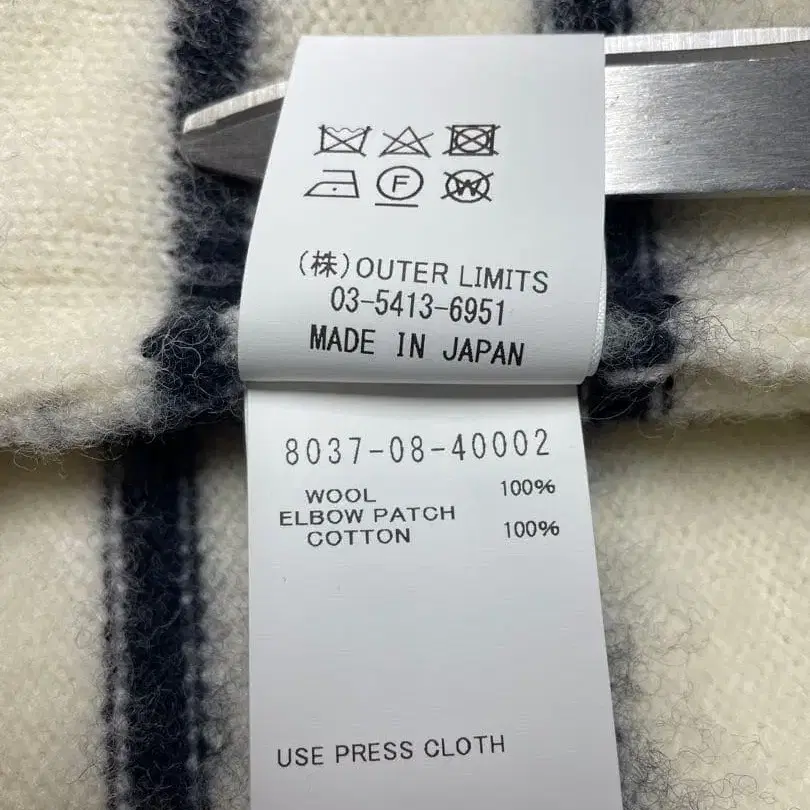 F
W
(株)OUTER LIMITS
03-5413-6951
MADE IN JAPAN
8037-08-40002
WOOL 100%
ELBOW PATCH
COTTON 100%
USE PRESS CLOTH